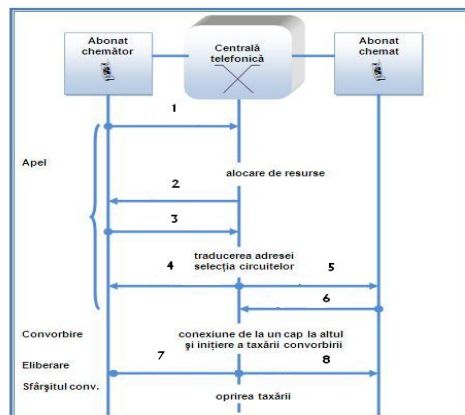 Abonat
chemător
Centrală
telefonică
Abonat
chemat
1
Apel
alocare de resurse
2
3
traducerea adresei
4
selecția circuitelor
5
6
Convorbire
conexiune de la un cap la altul
și inițiere a taxării convorbirii
7
Eliberare
8
Sfârșitul conv.
oprirea taxării